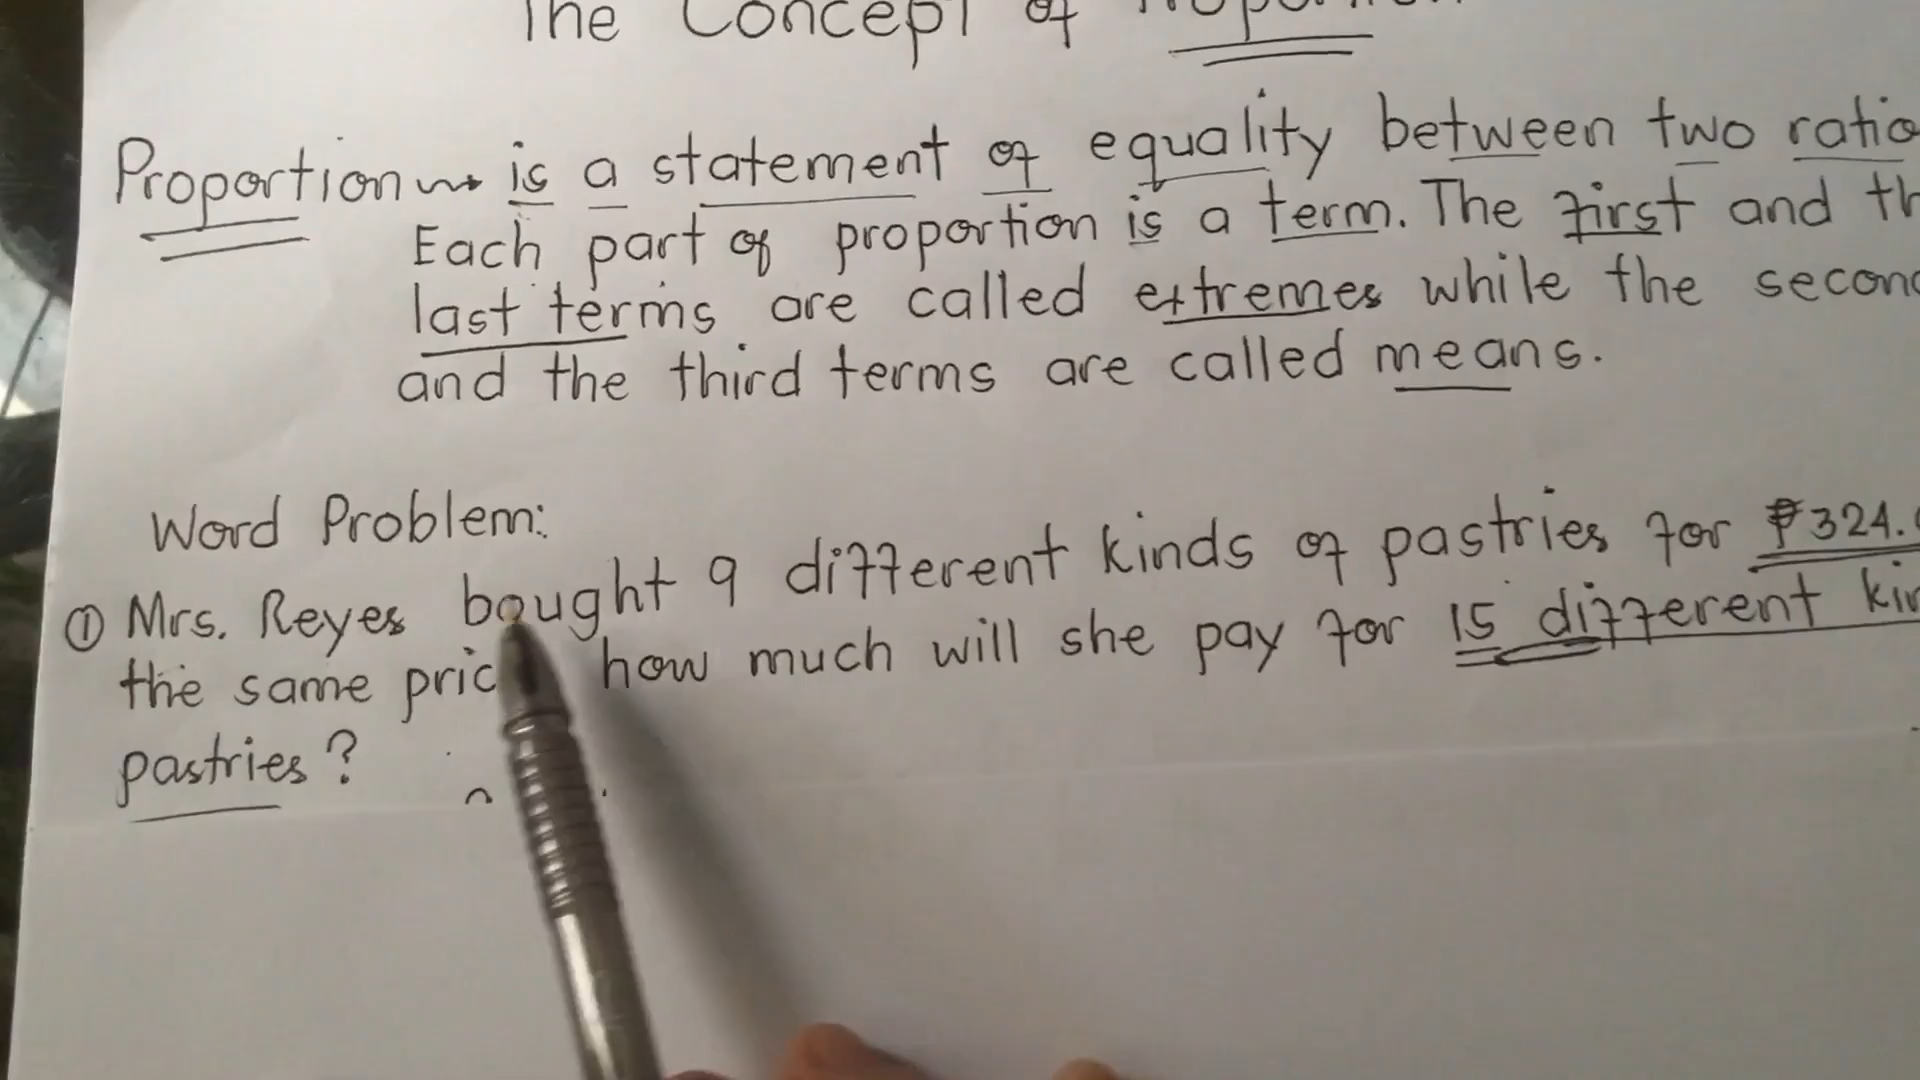 The Concept of Proportion
Proportion is a statement of equality between two ratio
Each part of proportion is a term. The first and th
last terms are called extremes while the second
and the third terms are called means.
Word Problem:
① Mrs. Reyes bought 9 different kinds of pastries for ₱324.
the same pric how much will she pay for 15 different kin
pastries?